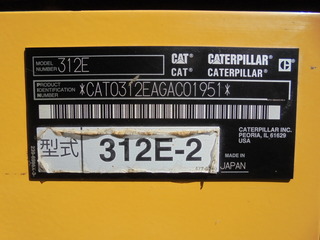 MODEL NUMBER 312E
CAT CATERPILLAR C
CAT CATERPILLAR
PRODUCT IDENTIFICATION NUMBER *CAT0312EAGAC01951*
CATERPILLAR INC.
PEORIA, IL 61629
USA
型式 312E-2
MADE IN
JAPAN